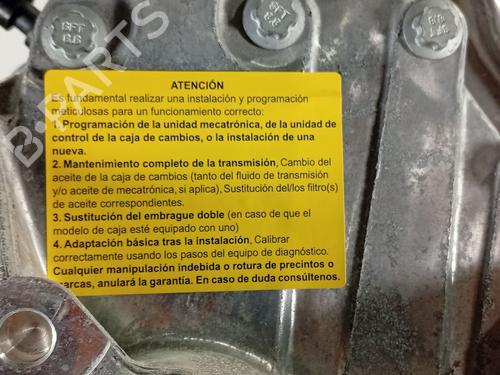 SFT
8.8
SFT
8.8
SFT
8.8
B-PARTS
ATENCIÓN
Es fundamental realizar una instalación y programación
meticulosas para un funcionamiento correcto:
1. Programación de la unidad mecatrónica, de la unidad de
control de la caja de cambios, o la instalación de una
nueva.
2. Mantenimiento completo de la transmisión, Cambio del
aceite de la caja de cambios (tanto del fluido de transmisión
y/o aceite de mecatrónica, si aplica), Sustitución del/los filtro(s)
de aceite correspondientes.
3. Sustitución del embrague doble (en caso de que el
modelo de caja esté equipado con uno)
4. Adaptación básica tras la instalación, Calibrar
correctamente usando los pasos del equipo de diagnóstico.
Cualquier manipulación indebida o rotura de precintos o
marcas, anulará la garantía. En caso de duda consúltenos.